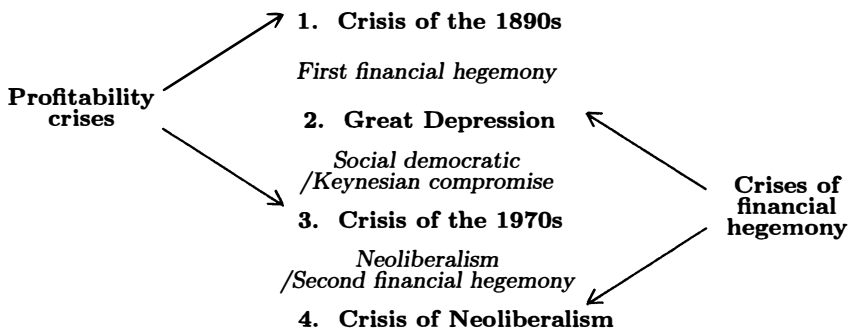 1. Crisis of the 1890s
First financial hegemony
Profitability
crises
2. Great Depression
Social democratic
/Keynesian compromise
3. Crisis of the 1970s
Crises of
financial
hegemony
Neoliberalism
/Second financial hegemony
4. Crisis of Neoliberalism